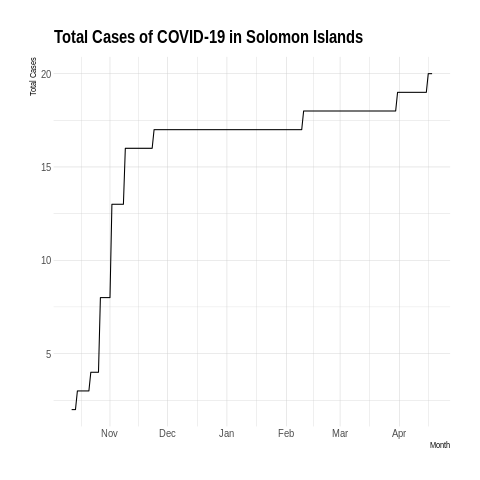 Total Cases of COVID-19 in Solomon Islands
Total Cases
20
15
10
5
Nov Dec Jan Feb Mar Apr
Month